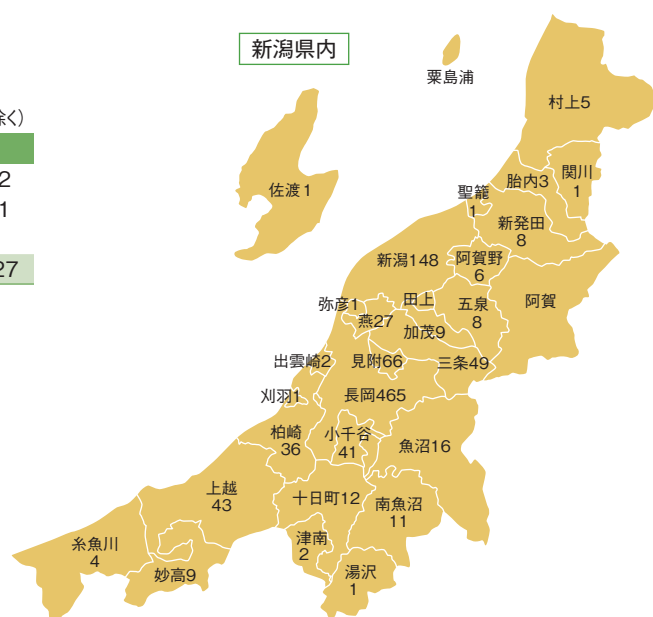 新潟県内
粟島浦
村上5
除く）
2
1
27
佐渡1
関川
1
胎内3
聖籠
1
新発田
8
新潟148
阿賀野
6
阿賀
弥彦1
田上
五泉
8
燕27
加茂9
出雲崎2
見附66
三条49
刈羽1
長岡465
柏崎
36
小千谷
41
魚沼16
上越
43
十日町12
南魚沼
11
津南
2
糸魚川
4
妙高9
湯沢
1